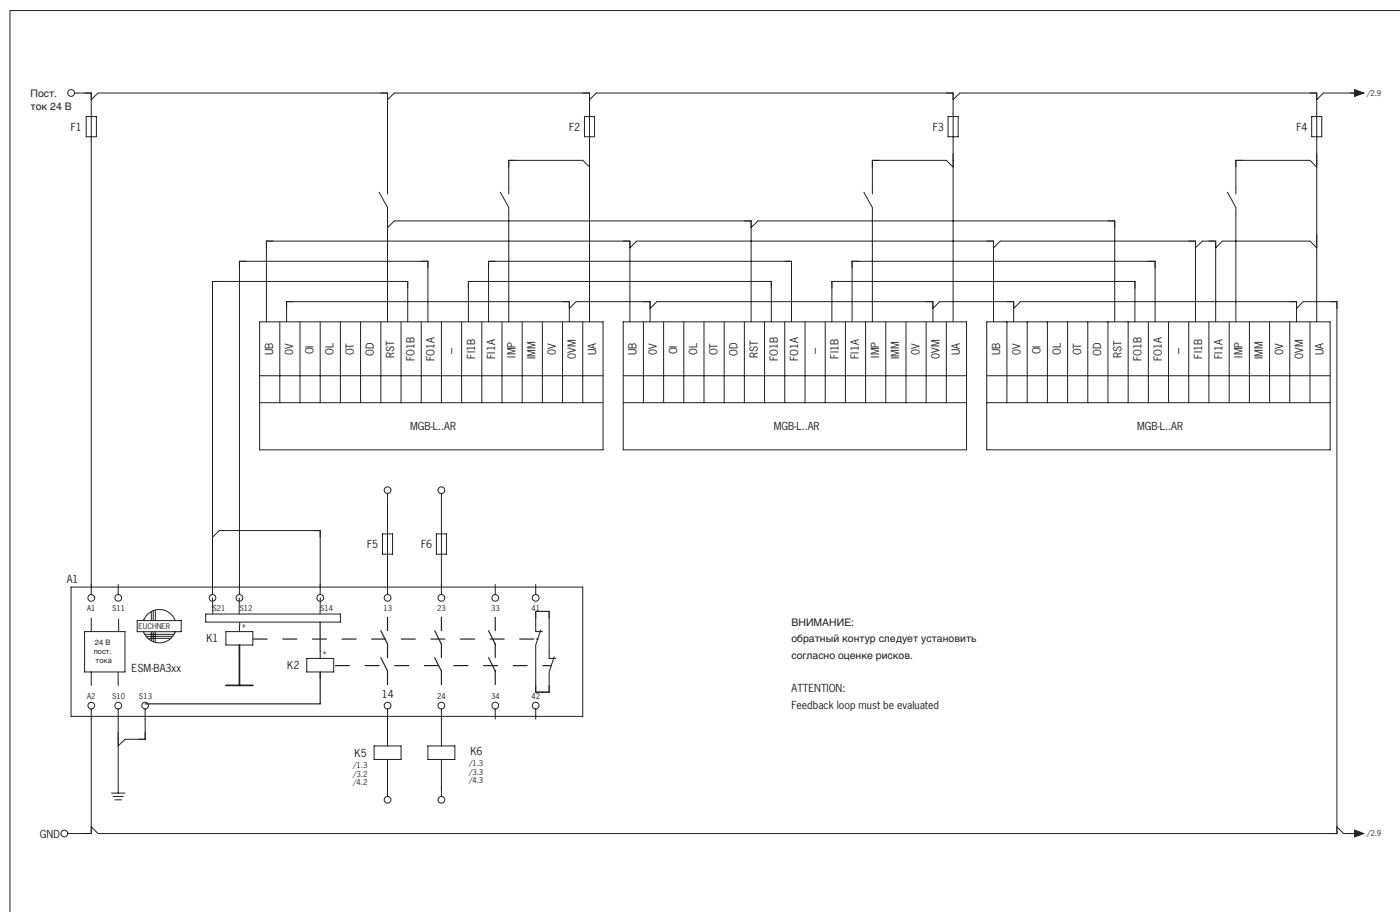 Пост.
ток 24 В
/2.9
F1
F2
F3
F4
UB 0V OI OL OT OD RST FO1B FO1A – FI1B FI1A IMP IMM 0V 0VM UA
UB 0V OI OL OT OD RST FO1B FO1A – FI1B FI1A IMP IMM 0V 0VM UA
UB 0V OI OL OT OD RST FO1B FO1A – FI1B FI1A IMP IMM 0V 0VM UA
MGB-L..AR
MGB-L..AR
MGB-L..AR
F5
F6
A1
A1 S11 S21 S12 S14 13 23 33 41
EUCHNER
24 В
пост.
тока
ESM-BA3xx
K1
+
K2
+
A2 S10 S13 14 24 34 42
ВНИМАНИЕ:
обратный контур следует установить
согласно оценке рисков.
ATTENTION:
Feedback loop must be evaluated
K5
/1.3
/3.2
/4.2
K6
/1.3
/3.3
/4.3
GND
/2.9